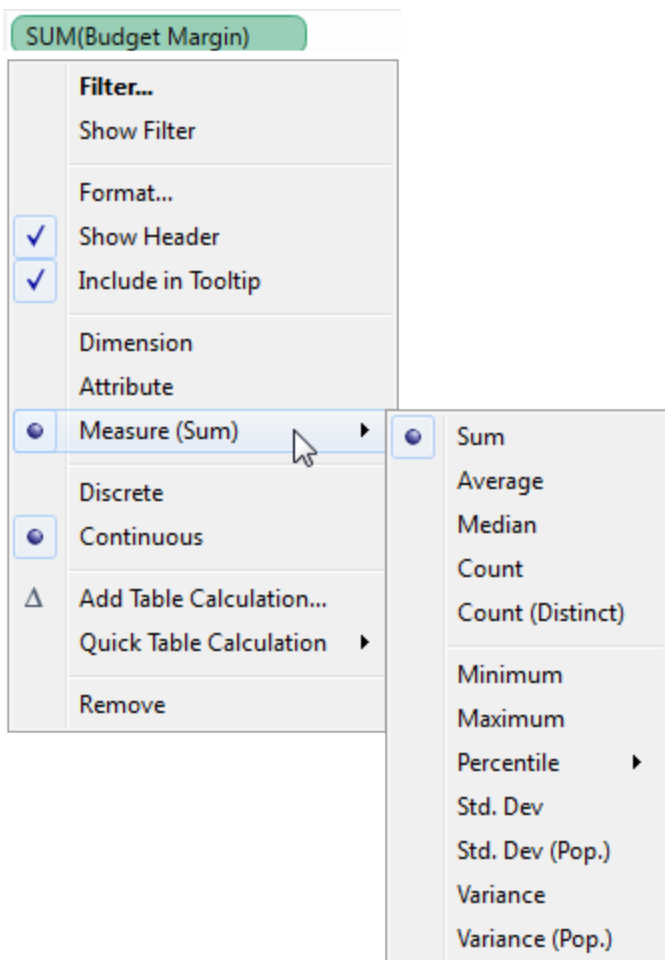 SUM(Budget Margin)
Filter...
Show Filter
Format...
Show Header
Include in Tooltip
Dimension
Attribute
Measure (Sum)
Discrete
Continuous
Δ Add Table Calculation...
Quick Table Calculation
Remove
Sum
Average
Median
Count
Count (Distinct)
Minimum
Maximum
Percentile
Std. Dev
Std. Dev (Pop.)
Variance
Variance (Pop.)